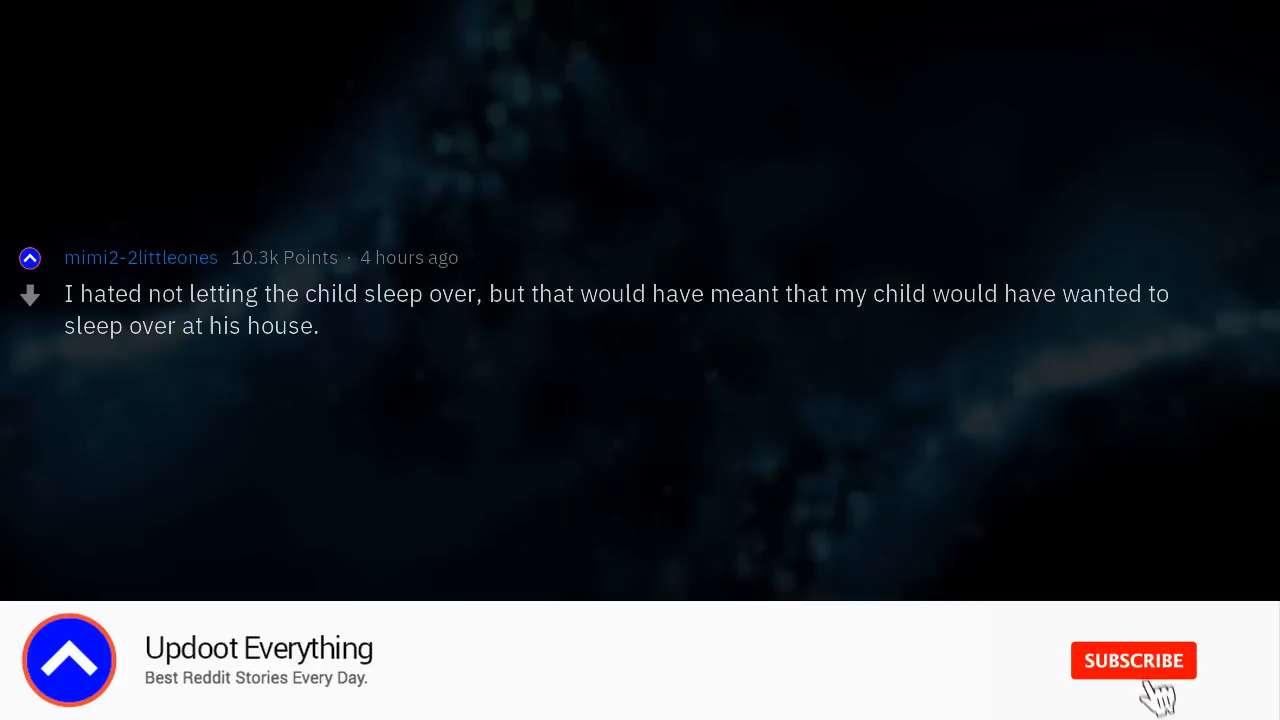 mimi2-2littleones 10.3k Points · 4 hours ago
I hated not letting the child sleep over, but that would have meant that my child would have wanted to
sleep over at his house.
Updoot Everything
Best Reddit Stories Every Day.
SUBSCRIBE